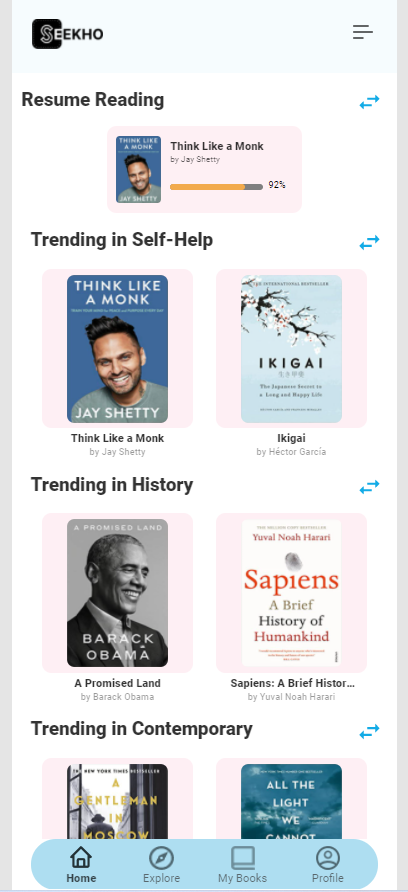 SEEKHO
Resume Reading
THINK LIKE
A MONK
JAY SHETTY
Think Like a Monk
by Jay Shetty
92%
Trending in Self-Help
THINK LIKE
A MONK
TRAIN YOUR MIND FOR PEACE AND PURPOSE EVERY DAY
JAY SHETTY
THE INTERNATIONAL BESTSELLER
IKIGAI
The Japanese Secret to
a Long and Happy Life
Think Like a Monk
by Jay Shetty
Ikigai
by Héctor García
Trending in History
A PROMISED LAND
BARACK
OBAMA
Yuval Noah Harari
Sapiens
A Brief
History of
Humankind
A Promised Land
by Barack Obama
Sapiens: A Brief Histor...
by Yuval Noah Harari
Trending in Contemporary
NEW YORK TIMES BESTSELLER
A
GENTLEMAN
IN
MOSCOW
ALL THE
LIGHT
WE
CANNOT
Home
Explore
My Books
Profile